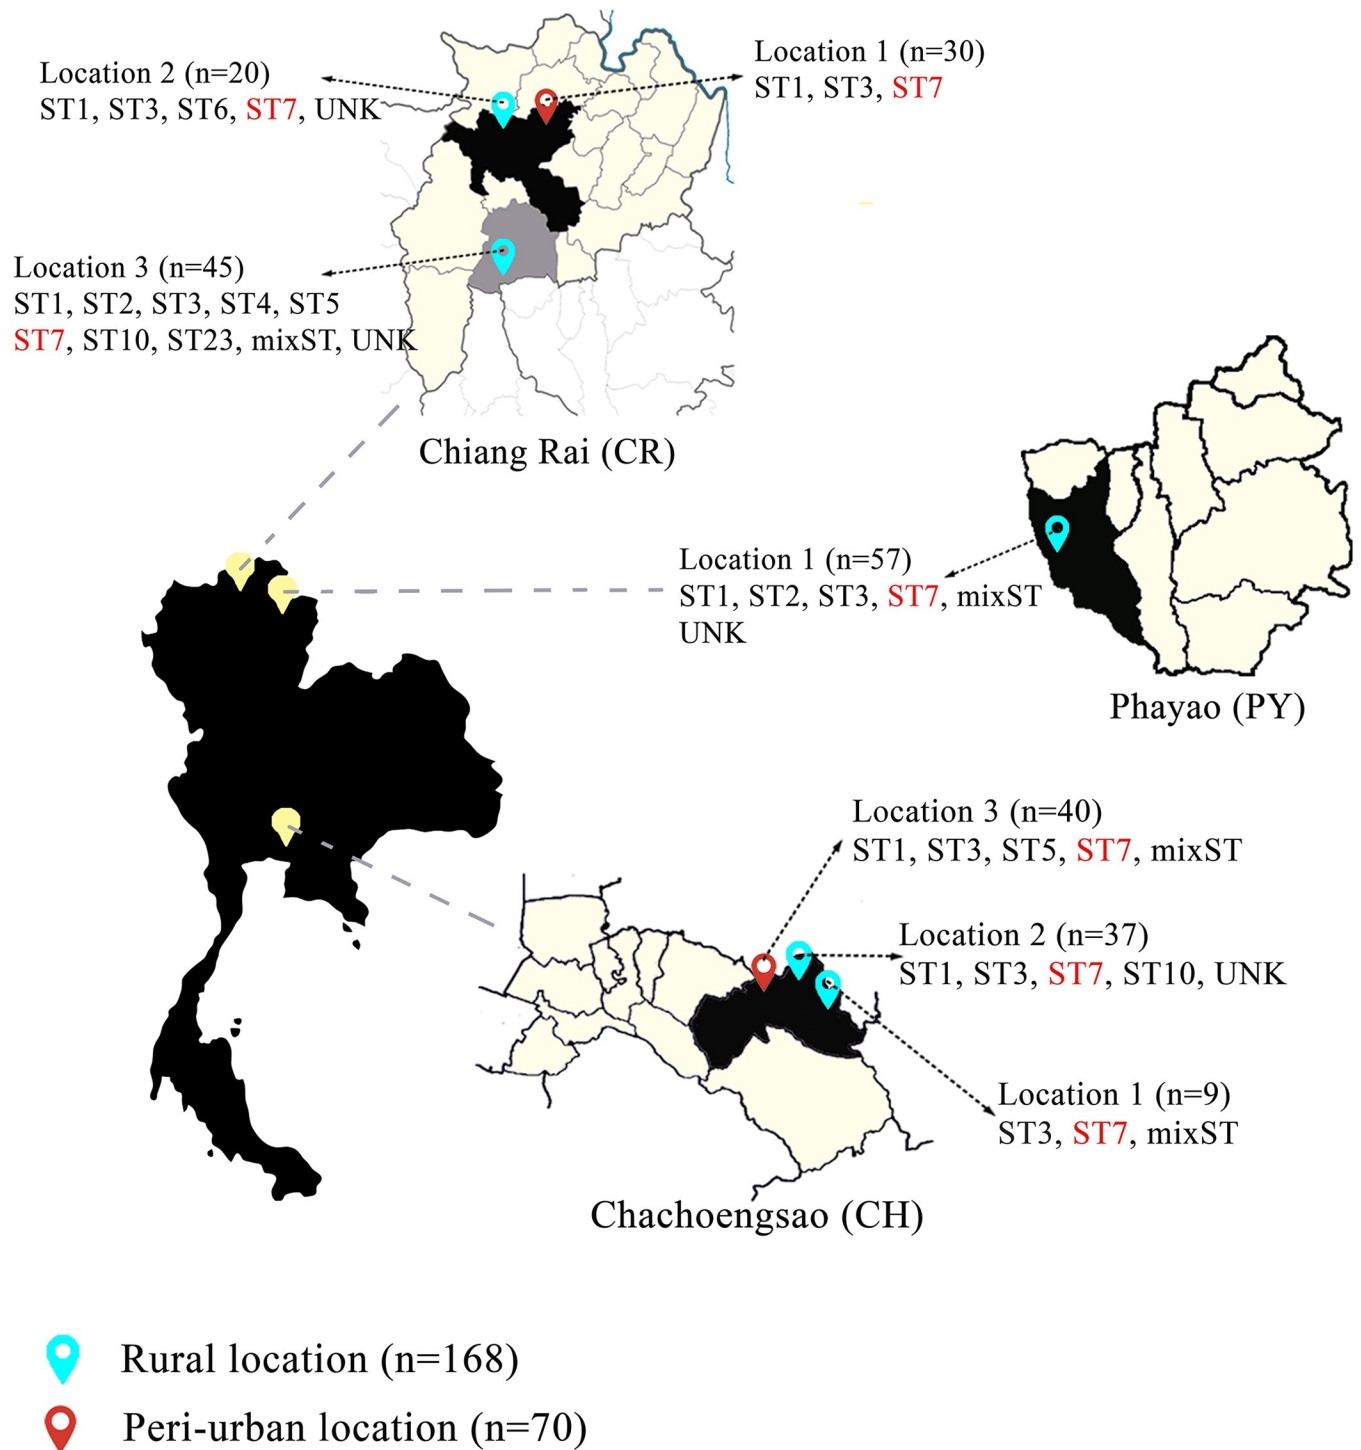 Location 2 (n=20)
ST1, ST3, ST6, ST7, UNK
Location 1 (n=30)
ST1, ST3, ST7
Location 3 (n=45)
ST1, ST2, ST3, ST4, ST5
ST7, ST10, ST23, mixST, UNK
Chiang Rai (CR)
Location 1 (n=57)
ST1, ST2, ST3, ST7, mixST
UNK
Phayao (PY)
Location 3 (n=40)
ST1, ST3, ST5, ST7, mixST
Location 2 (n=37)
ST1, ST3, ST7, ST10, UNK
Location 1 (n=9)
ST3, ST7, mixST
Chachoengsao (CH)
Rural location (n=168)
Peri-urban location (n=70)